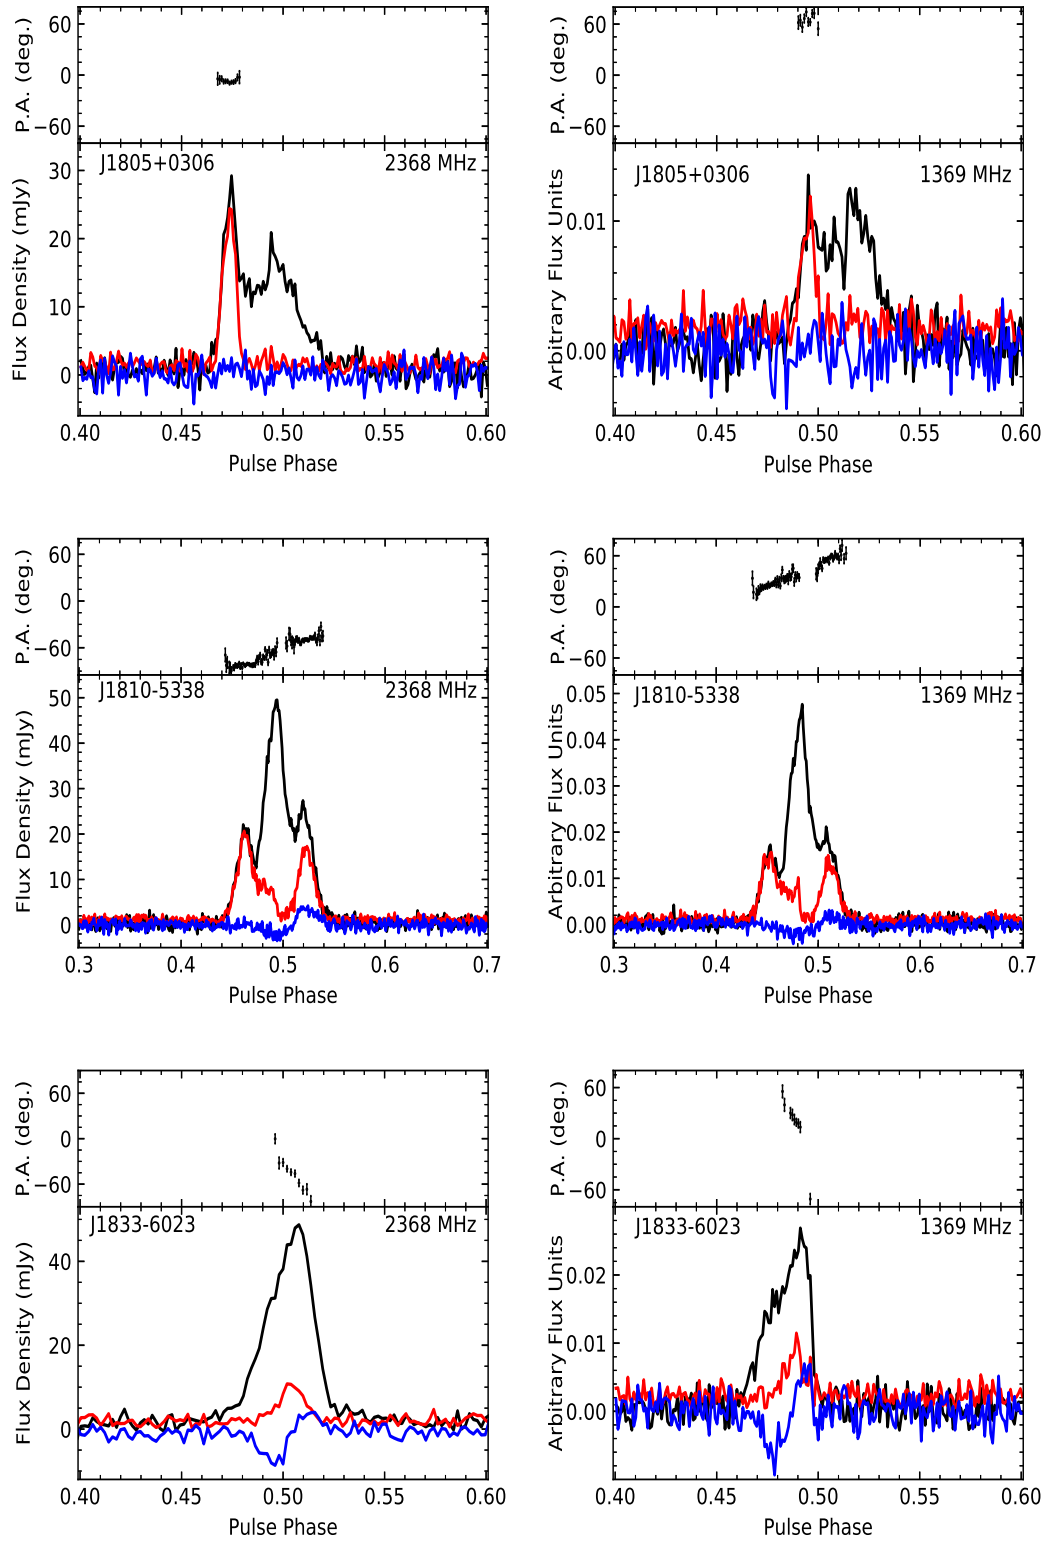 P.A. (deg.)
60
0
−60
J1805+0306 2368 MHz
Flux Density (mJy)
30
20
10
0
0.40 0.45 0.50 0.55 0.60
Pulse Phase
P.A. (deg.)
60
0
−60
J1805+0306 1369 MHz
Arbitrary Flux Units
0.01
0.00
0.40 0.45 0.50 0.55 0.60
Pulse Phase
P.A. (deg.)
60
0
−60
J1810-5338 2368 MHz
Flux Density (mJy)
50
40
30
20
10
0
0.3 0.4 0.5 0.6 0.7
Pulse Phase
P.A. (deg.)
60
0
−60
J1810-5338 1369 MHz
Arbitrary Flux Units
0.05
0.04
0.03
0.02
0.01
0.00
0.3 0.4 0.5 0.6 0.7
Pulse Phase
P.A. (deg.)
60
0
−60
J1833-6023 2368 MHz
Flux Density (mJy)
40
20
0
0.40 0.45 0.50 0.55 0.60
Pulse Phase
P.A. (deg.)
60
0
−60
J1833-6023 1369 MHz
Arbitrary Flux Units
0.02
0.01
0.00
0.40 0.45 0.50 0.55 0.60
Pulse Phase